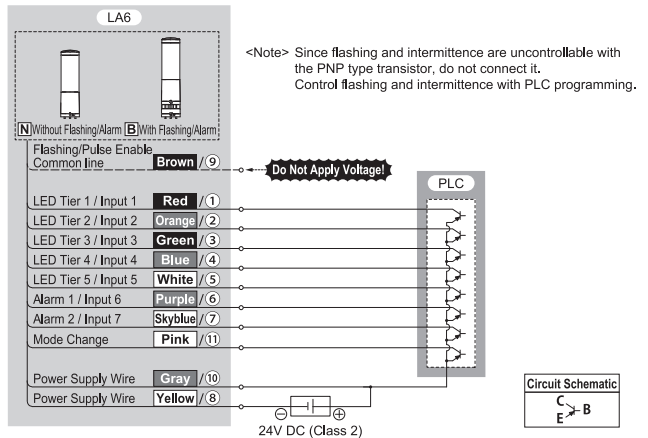 LA6
<Note> Since flashing and intermittence are uncontrollable with
the PNP type transistor, do not connect it.
Control flashing and intermittence with PLC programming.
N Without Flashing/Alarm B With Flashing/Alarm
Flashing/Pulse Enable
Common line Brown / ⑨
Do Not Apply Voltage!
PLC
LED Tier 1 / Input 1 Red / ①
LED Tier 2 / Input 2 Orange / ②
LED Tier 3 / Input 3 Green / ③
LED Tier 4 / Input 4 Blue / ④
LED Tier 5 / Input 5 White / ⑤
Alarm 1 / Input 6 Purple / ⑥
Alarm 2 / Input 7 Skyblue / ⑦
Mode Change Pink / ⑪
Power Supply Wire Gray / ⑩
Power Supply Wire Yellow / ⑧
⊖ ⊕
24V DC (Class 2)
Circuit Schematic
C
B
E